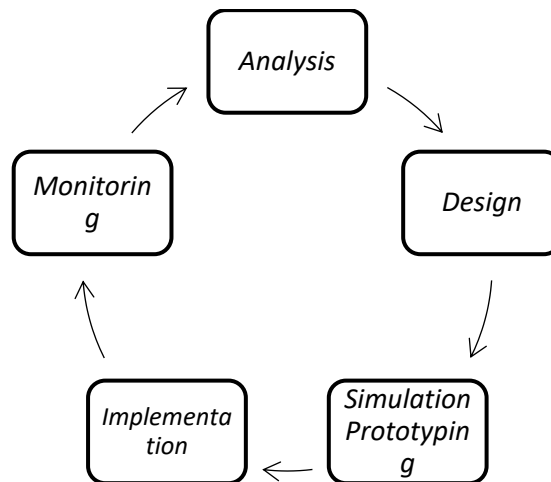 Analysis
Design
Simulation
Prototypin
g
Implementa
tion
Monitorin
g